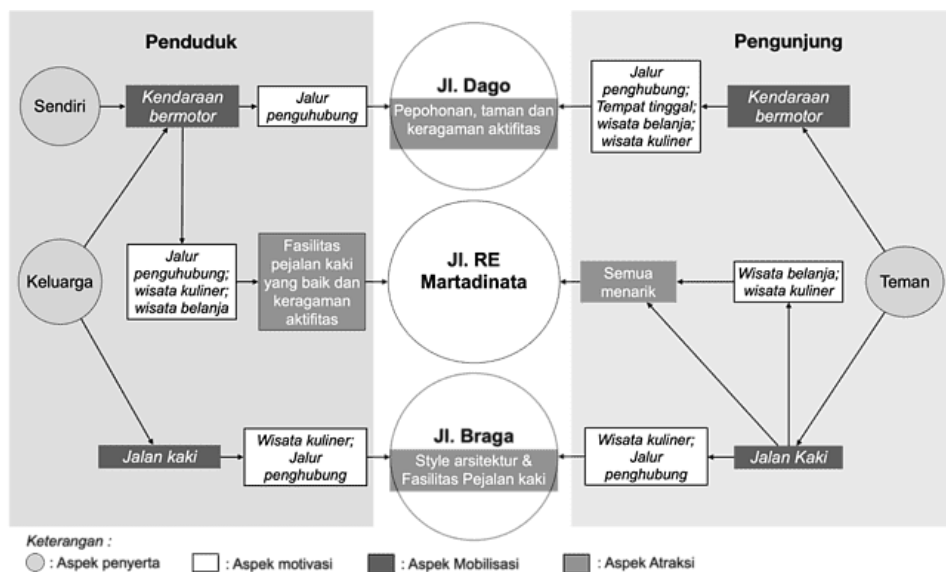 Penduduk
Pengunjung
Sendiri
Kendaraan
bermotor
Jalur
penguhubung
Jl. Dago
Pepohonan, taman dan
keragaman aktifitas
Jalur
penghubung;
Tempat tinggal;
wisata belanja;
wisata kuliner
Kendaraan
bermotor
Keluarga
Jalur
penguhubung;
wisata kuliner;
wisata belanja
Fasilitas
pejalan kaki
yang baik dan
keragaman
aktifitas
Jl. RE
Martadinata
Semua
menarik
Wisata belanja;
wisata kuliner
Teman
Jalan kaki
Wisata kuliner;
Jalur
penghubung
Jl. Braga
Style arsitektur &
Fasilitas Pejalan kaki
Wisata kuliner;
Jalur
penghubung
Jalan Kaki
Keterangan :
: Aspek penyerta
: Aspek motivasi
: Aspek Mobilisasi
: Aspek Atraksi